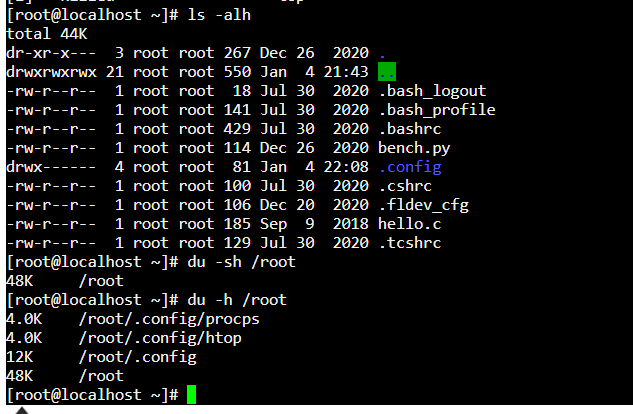 [root@localhost ~]# ls -alh
total 44K
dr-xr-x---  3 root root 267 Dec 26  2020 .
drwxrwxrwx 21 root root 550 Jan  4 21:43 ..
-rw-r--r--  1 root root  18 Jul 30  2020 .bash_logout
-rw-r--r--  1 root root 141 Jul 30  2020 .bash_profile
-rw-r--r--  1 root root 429 Jul 30  2020 .bashrc
-rw-r--r--  1 root root 114 Dec 26  2020 bench.py
drwx------  4 root root  81 Jan  4 22:08 .config
-rw-r--r--  1 root root 100 Jul 30  2020 .cshrc
-rw-r--r--  1 root root 106 Dec 20  2020 .fldev_cfg
-rw-r--r--  1 root root 185 Sep  9  2018 hello.c
-rw-r--r--  1 root root 129 Jul 30  2020 .tcshrc
[root@localhost ~]# du -sh /root
48K     /root
[root@localhost ~]# du -h /root
4.0K    /root/.config/procps
4.0K    /root/.config/htop
12K     /root/.config
48K     /root
[root@localhost ~]#